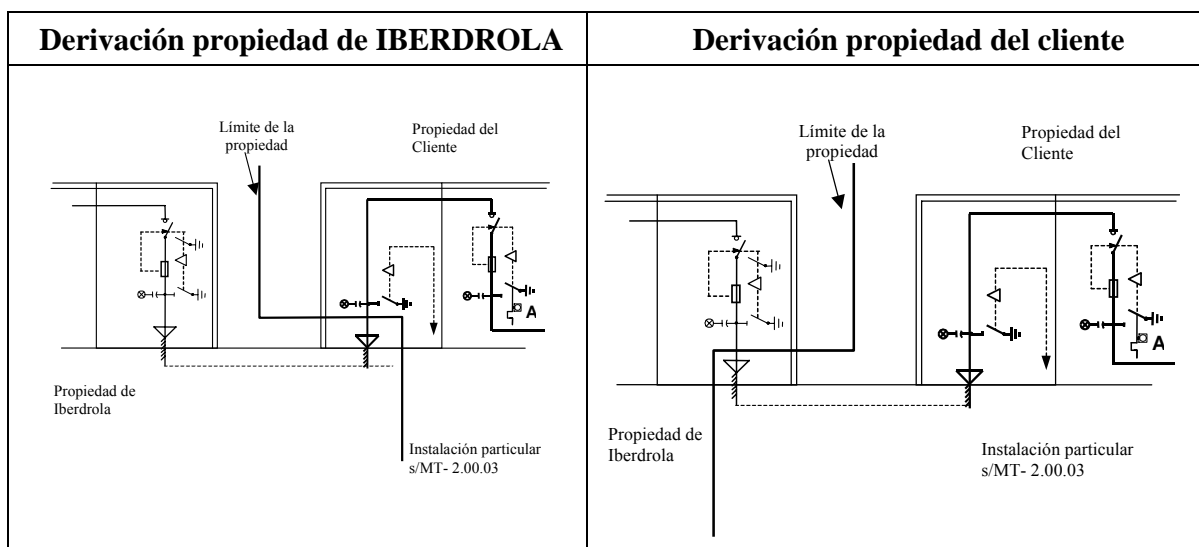 Derivación propiedad de IBERDROLA
Límite de la
propiedad
Propiedad del
Cliente
A
Propiedad de
Iberdrola
Instalación particular
s/MT- 2.00.03
Derivación propiedad del cliente
Límite de la
propiedad
Propiedad del
Cliente
A
Propiedad de
Iberdrola
Instalación particular
s/MT- 2.00.03